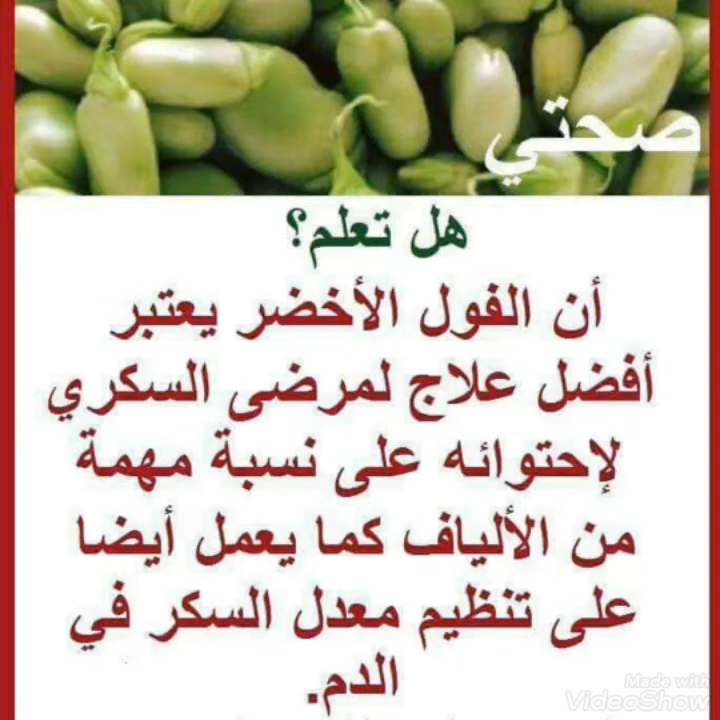 صحتي
هل تعلم؟
أن الفول الأخضر يعتبر
أفضل علاج لمرضى السكري
لإحتوائه على نسبة مهمة
من الألياف كما يعمل أيضا
على تنظيم معدل السكر في
الدم.
Made with
VideoShow